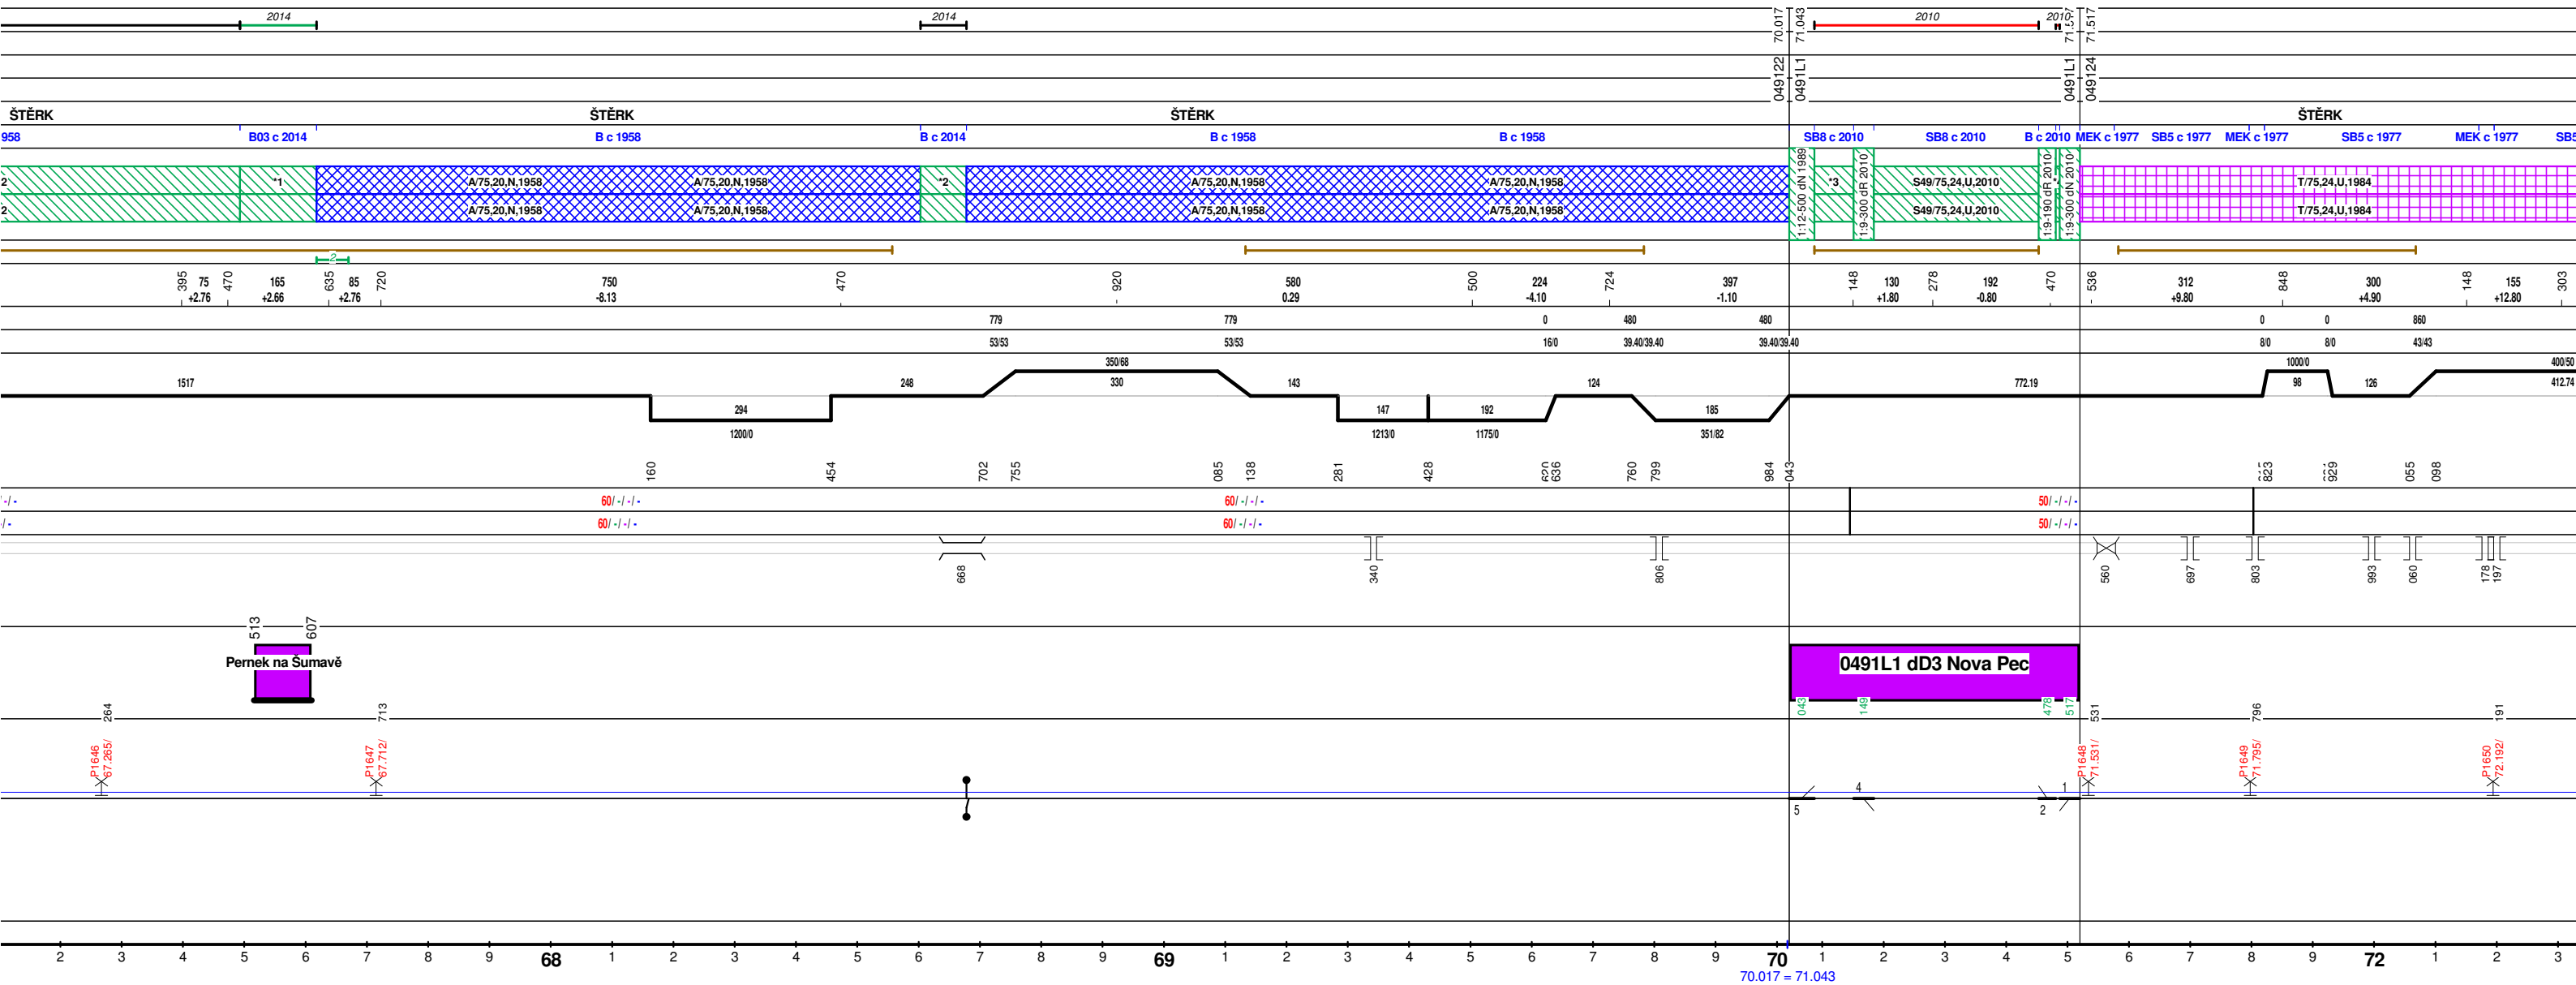 2014 2014 2010 2010
70.017 71.043 71.517
049122 0491L1 0491L1 049124
ŠTĚRK ŠTĚRK ŠTĚRK ŠTĚRK
958 B03 c 2014 B c 1958 B c 2014 B c 1958 B c 1958 SB8 c 2010 SB8 c 2010 B c 2010 MEK c 1977 SB5 c 1977 MEK c 1977 SB5 c 1977 MEK c 1977 SB5
1:12-500 dN 1989 1:9-300 dR 2010 1:9-190 dR 2010 1:9-300 dN 2010
2 *1 A/75,20,N,1958 A/75,20,N,1958 *2 A/75,20,N,1958 A/75,20,N,1958 *3 S49/75,24,U,2010 T/75,24,U,1984
2 A/75,20,N,1958 A/75,20,N,1958 A/75,20,N,1958 A/75,20,N,1958 S49/75,24,U,2010 T/75,24,U,1984
2
395 75 470 165 635 85 720 750 470 920 580 500 224 724 397 148 130 278 192 470 536 312 848 300 148 155 303
+2.76 +2.66 +2.76 -8.13 0.29 -4.10 -1.10 +1.80 -0.80 +9.80 +4.90 +12.80
779 779 0 480 480 0 0 860
53/53 53/53 16/0 39.40/39.40 39.40/39.40 8/0 8/0 43/43
350/68 1000/0 400/50
1517 248 330 143 124 772.19 98 126 412.74
294 147 192 185
1200/0 1213/0 1175/0 351/82
160 454 702 755 085 138 281 428 620 636 760 799 984 043 823 929 055 098
-/-/- 60/-/-/- 60/-/-/- 50/-/-/-
/- 60/-/-/- 60/-/-/- 50/-/-/-
668 340 806 560 697 803 993 060 178 197
513 607
Pernek na Šumavě 0491L1 dD3 Nova Pec
043 149 478 517
264 713 531 796 191
P1646 67.265/ P1647 67.712/ P1648 71.531/ P1649 71.795/ P1650 72.192/
4 1
5 2
2 3 4 5 6 7 8 9 68 1 2 3 4 5 6 7 8 9 69 1 2 3 4 5 6 7 8 9 70 1 2 3 4 5 6 7 8 9 72 1 2 3
70.017 = 71.043